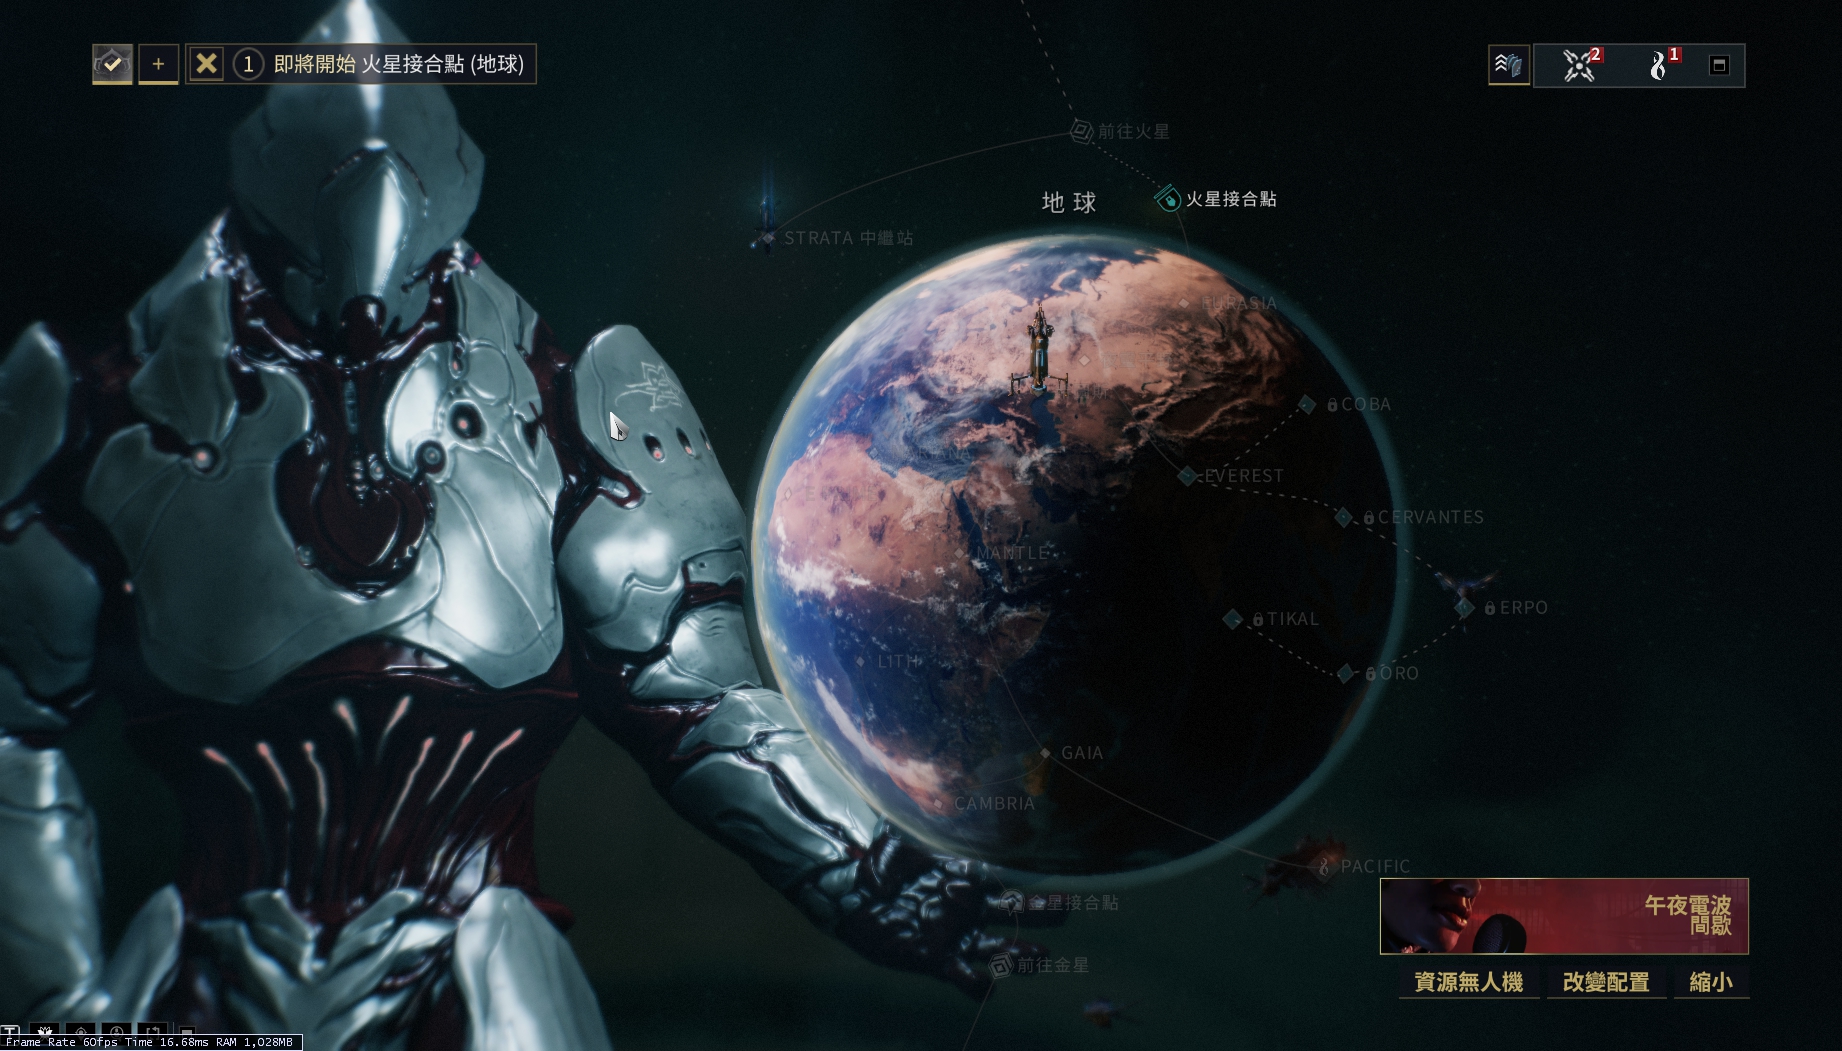 1 即將開始 火星接合點 (地球)
2
1
前往火星
火星接合點
地球
STRATA 中繼站
EURASIA
COBA
EVEREST
CERVANTES
MANTLE
ERPO
TIKAL
LITH
ORO
GAIA
CAMBRIA
PACIFIC
金星接合點
午夜電波
間歇
前往金星
資源無人機
改變配置
縮小
Frame Rate 60fps Time 16.68ms RAM 1,028MB